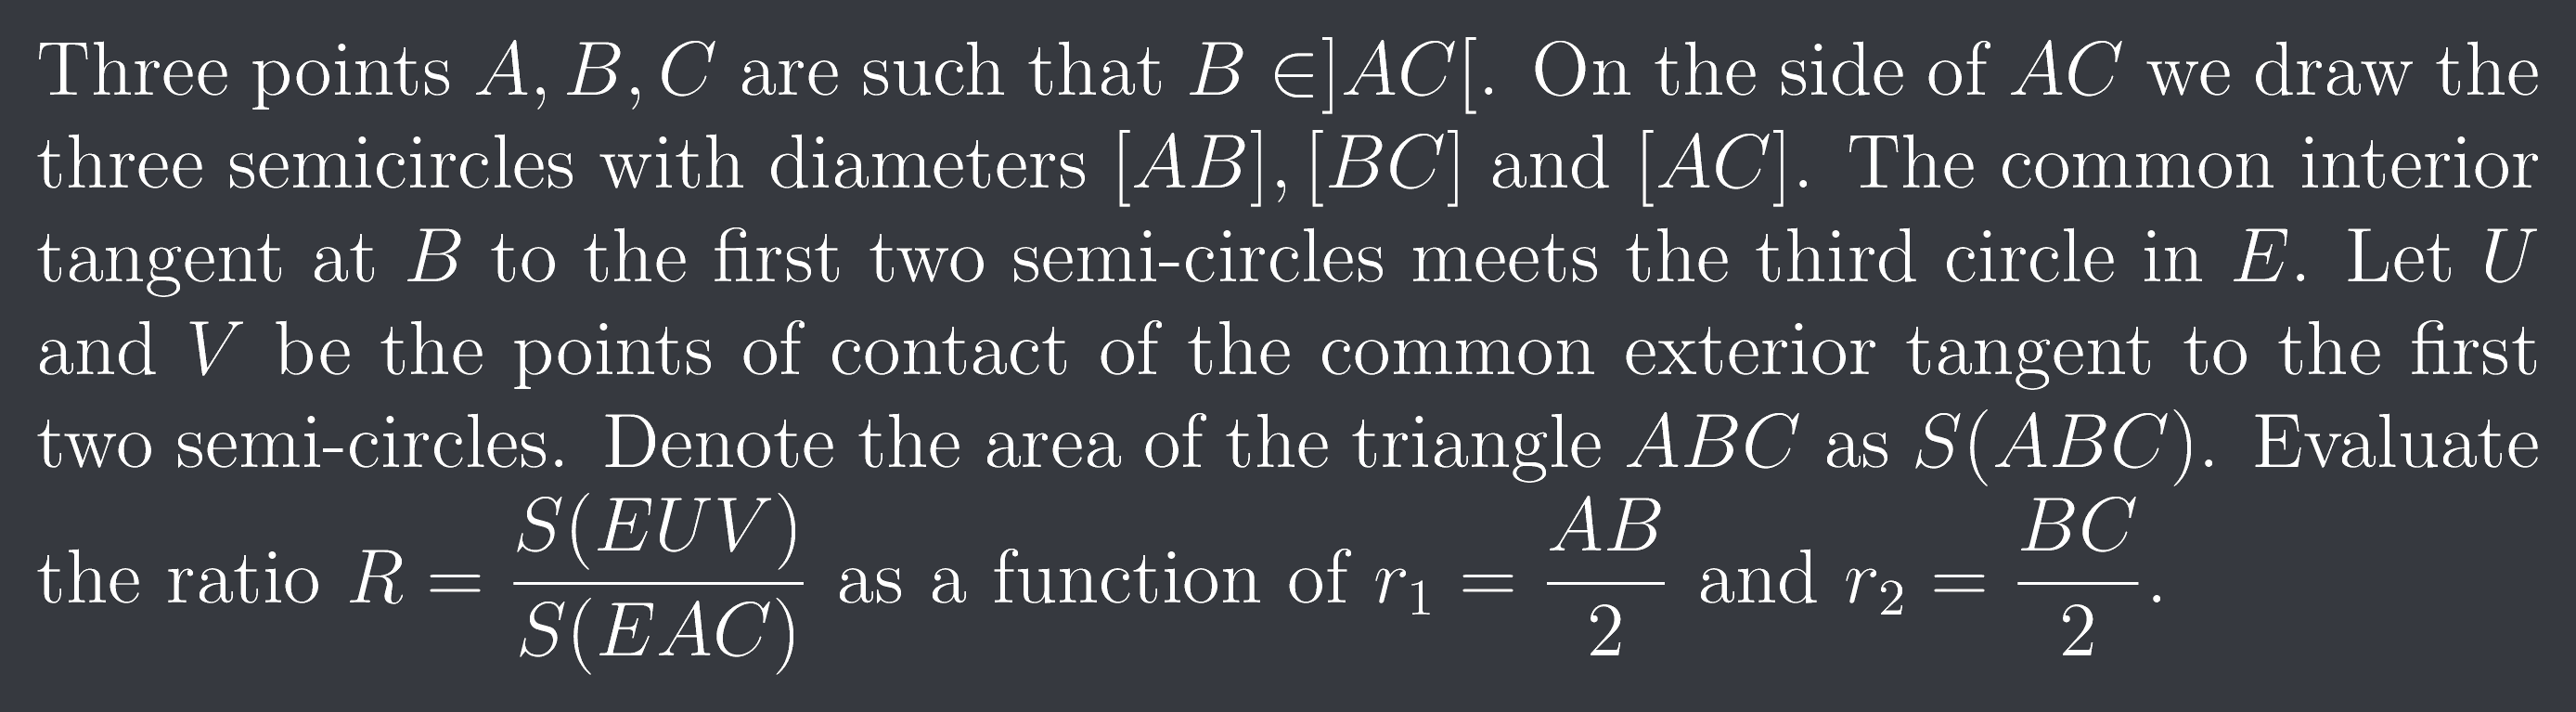 Three points A, B, C are such that B ∈]AC[. On the side of AC we draw the
three semicircles with diameters [AB], [BC] and [AC]. The common interior
tangent at B to the first two semi-circles meets the third circle in E. Let U
and V be the points of contact of the common exterior tangent to the first
two semi-circles. Denote the area of the triangle ABC as S(ABC). Evaluate
the ratio R = \frac{S(EUV)}{S(EAC)} as a function of r_1 = \frac{AB}{2} and r_2 = \frac{BC}{2}.